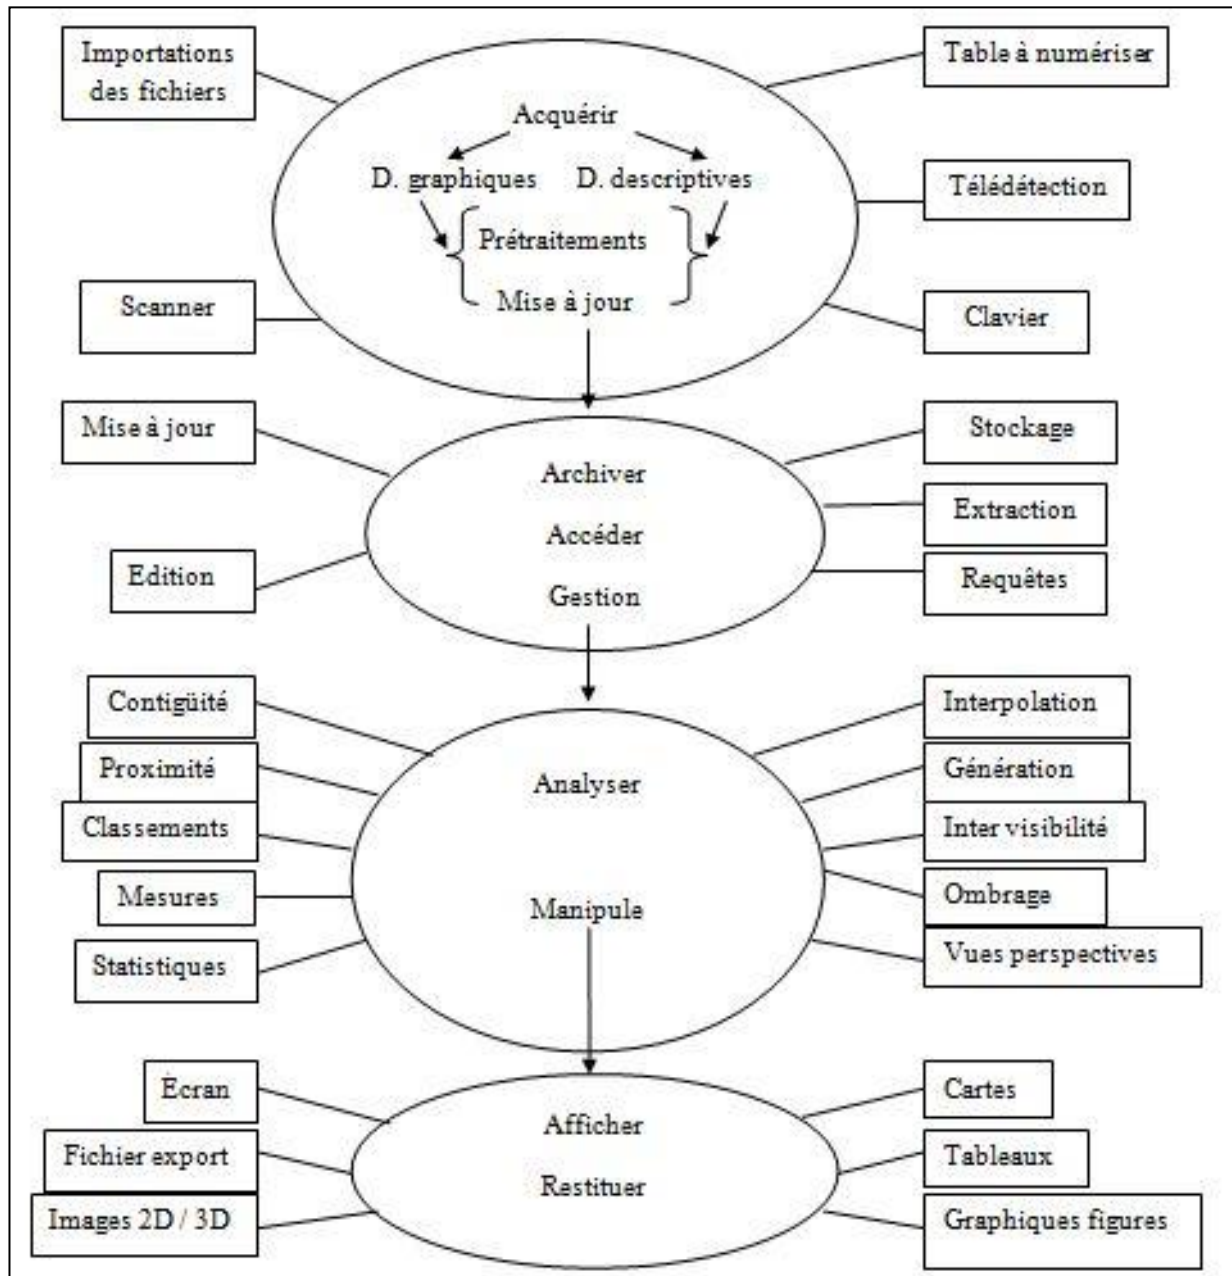 Importations
des fichiers
Table à numériser
Acquérir
D. graphiques
D. descriptives
Télédétection
Prétraitements
Mise à jour
Scanner
Clavier
Mise à jour
Stockage
Archiver
Extraction
Accéder
Edition
Requêtes
Gestion
Contigüité
Interpolation
Proximité
Génération
Analyser
Classements
Inter visibilité
Mesures
Ombrage
Manipule
Statistiques
Vues perspectives
Écran
Cartes
Afficher
Fichier export
Tableaux
Restituer
Images 2D / 3D
Graphiques figures